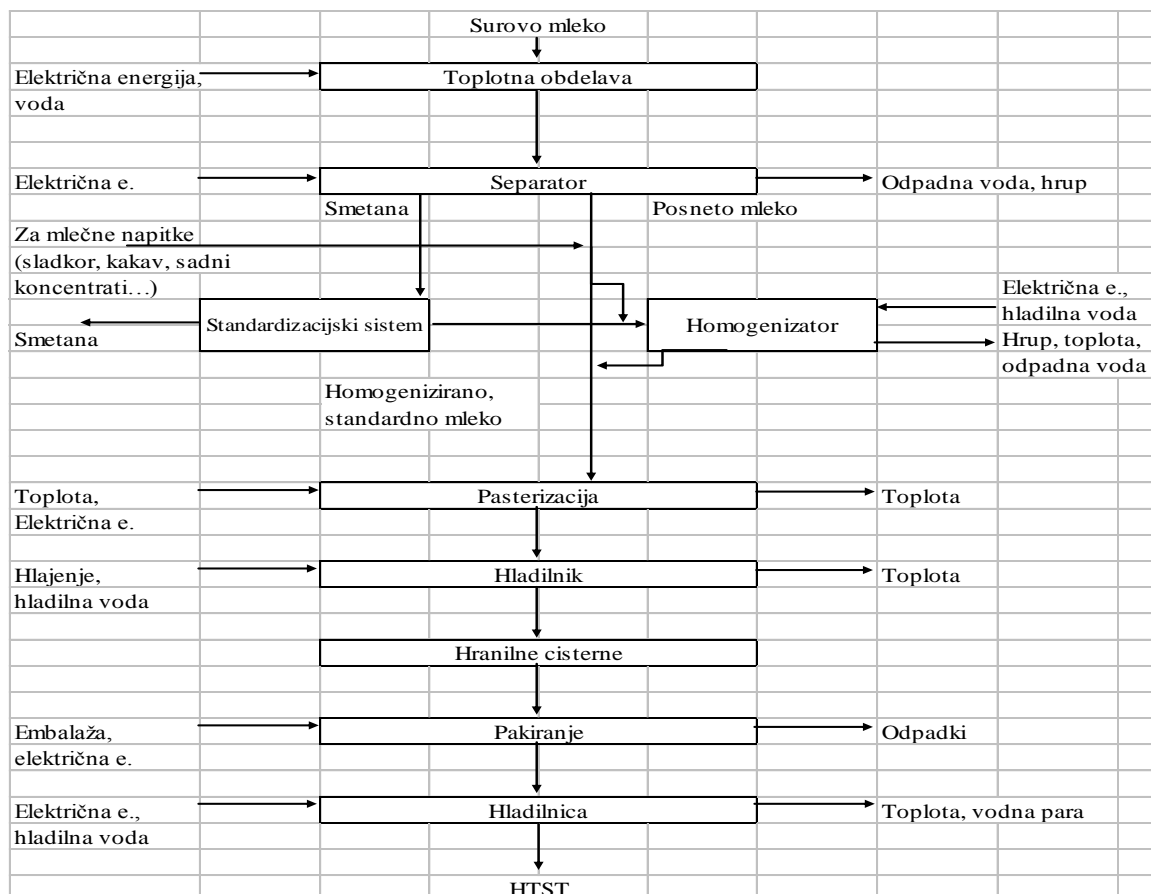 Surovo mleko
Električna energija,
voda
Toplotna obdelava
Električna e.
Separator
Odpadna voda, hrup
Smetana
Posneto mleko
Za mlečne napitke
(sladkor, kakav, sadni
koncentrati…)
Standardizacijski sistem
Homogenizator
Električna e.,
hladilna voda
Smetana
Hrup, toplota,
odpadna voda
Homogenizirano,
standardno mleko
Toplota,
Električna e.
Pasterizacija
Toplota
Hlajenje,
hladilna voda
Hladilnik
Toplota
Hranilne cisterne
Embalaža,
električna e.
Pakiranje
Odpadki
Električna e.,
hladilna voda
Hladilnica
Toplota, vodna para
HTST